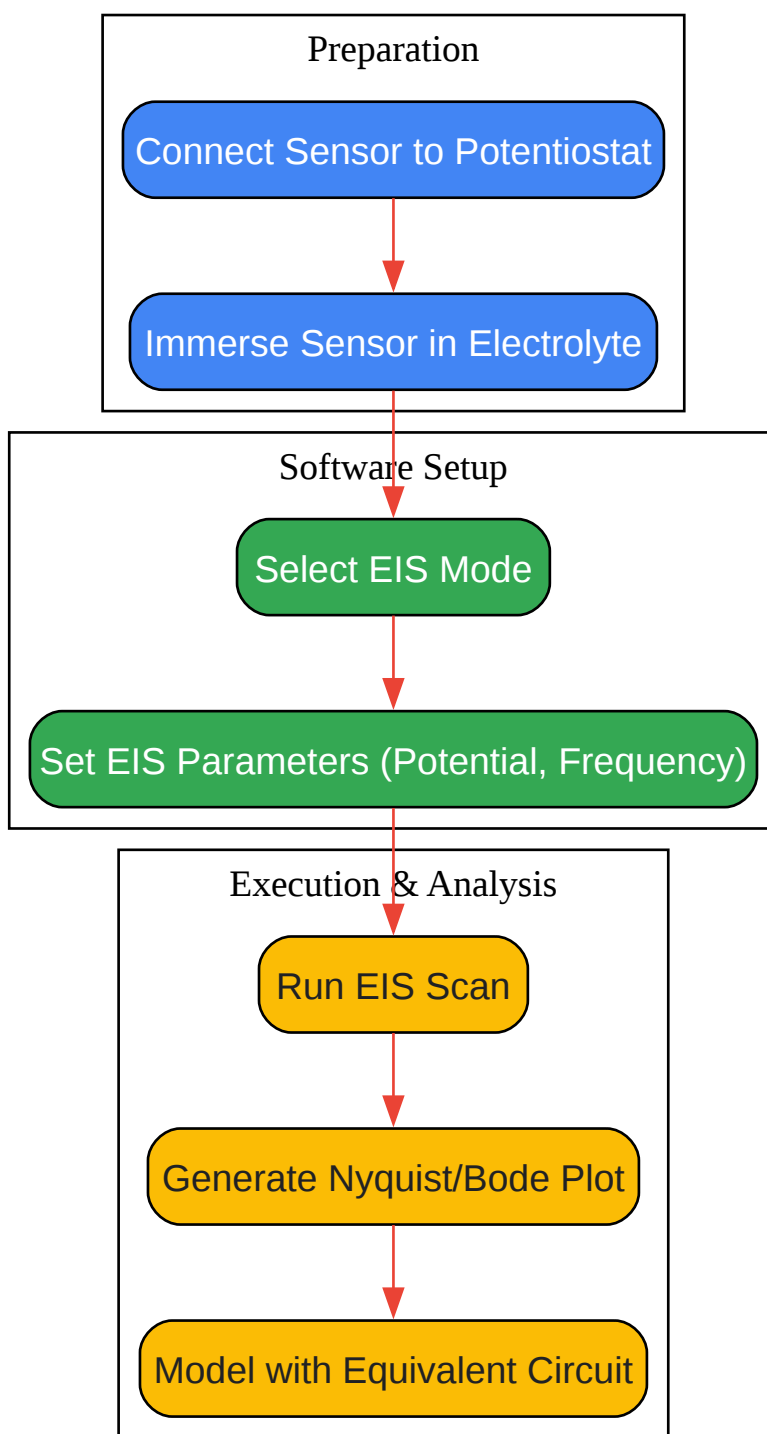 Preparation
Connect Sensor to Potentiostat
Immerse Sensor in Electrolyte
Software Setup
Select EIS Mode
Set EIS Parameters (Potential, Frequency)
Execution & Analysis
Run EIS Scan
Generate Nyquist/Bode Plot
Model with Equivalent Circuit